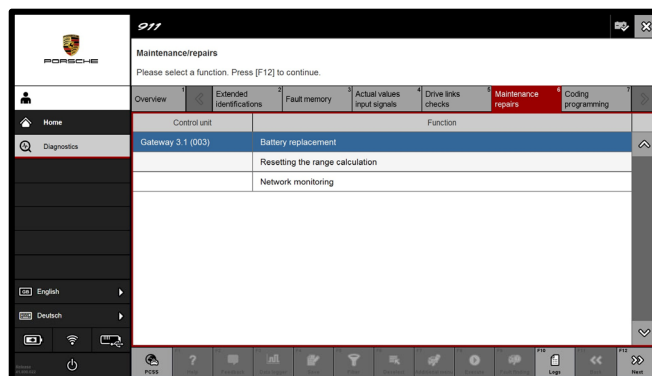 911
PORSCHE
Maintenance/repairs
Please select a function. Press [F12] to continue.
Overview 1
Extended identifications 2
Fault memory 3
Actual values input signals 4
Drive links checks 5
Maintenance repairs 6
Coding programming 7
Home
Diagnostics
Control unit
Function
Gateway 3.1 (003)
Battery replacement
Resetting the range calculation
Network monitoring
GB English
Deutsch
PCSS
Help
F10
Logs
F12
Next